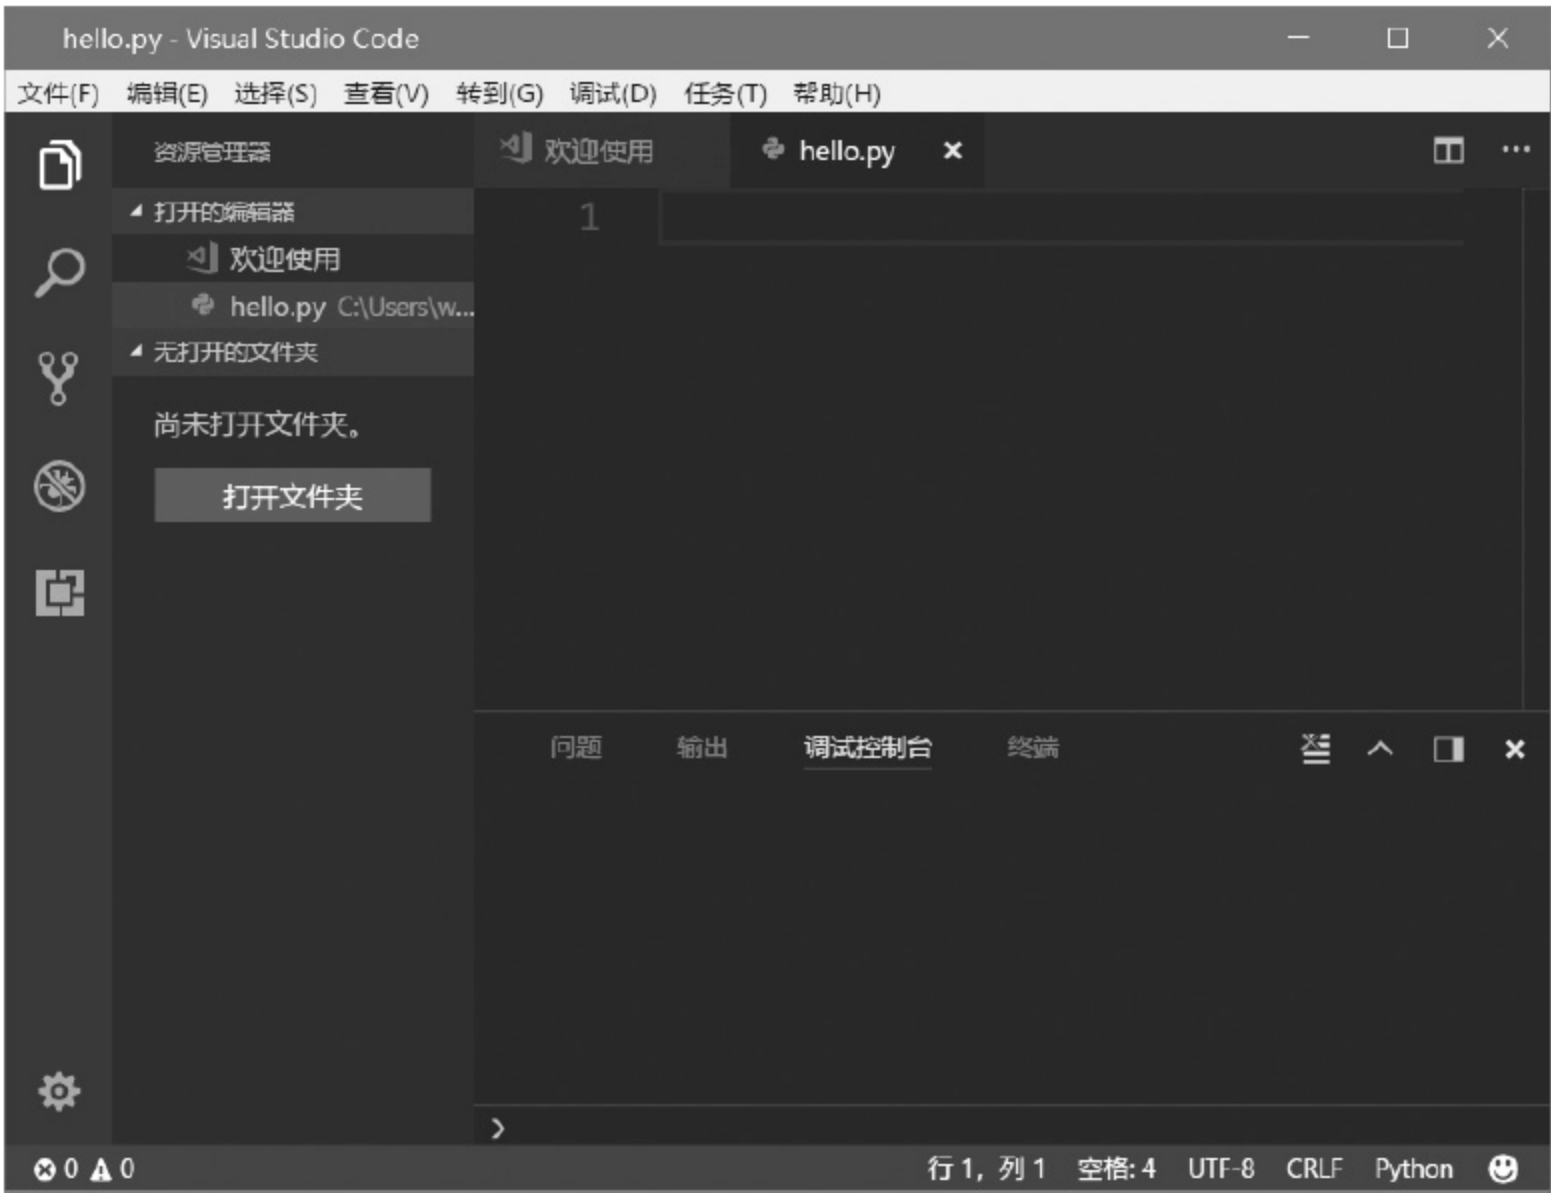 hello.py - Visual Studio Code
文件(F) 编辑(E) 选择(S) 查看(V) 转到(G) 调试(D) 任务(T) 帮助(H)
资源管理器
打开的编辑器
欢迎使用
hello.py C:\Users\w...
无打开的文件夹
尚未打开文件夹。
打开文件夹
欢迎使用 hello.py
1
问题 输出 调试控制台 终端
0 0 行 1, 列 1 空格: 4 UTF-8 CRLF Python